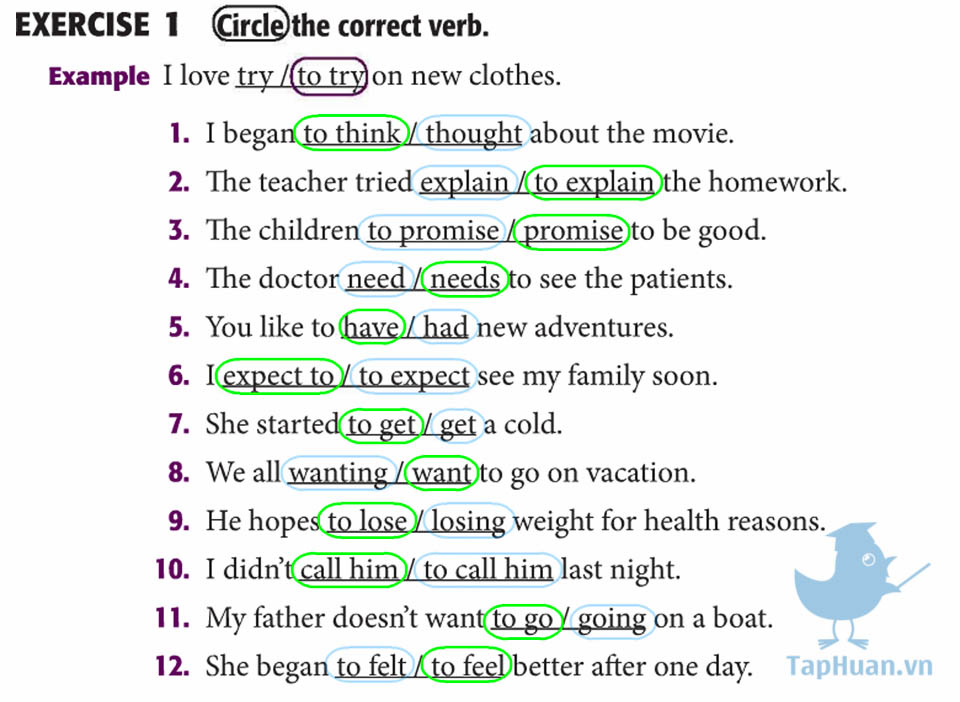 EXERCISE 1 Circle the correct verb.
Example I love try / to try on new clothes.
1. I began to think / thought about the movie.
2. The teacher tried explain / to explain the homework.
3. The children to promise / promise to be good.
4. The doctor need / needs to see the patients.
5. You like to have / had new adventures.
6. I expect to / to expect see my family soon.
7. She started to get / get a cold.
8. We all wanting / want to go on vacation.
9. He hopes to lose / losing weight for health reasons.
10. I didn't call him / to call him last night.
11. My father doesn't want to go / going on a boat.
12. She began to felt / to feel better after one day.
TapHuan.vn